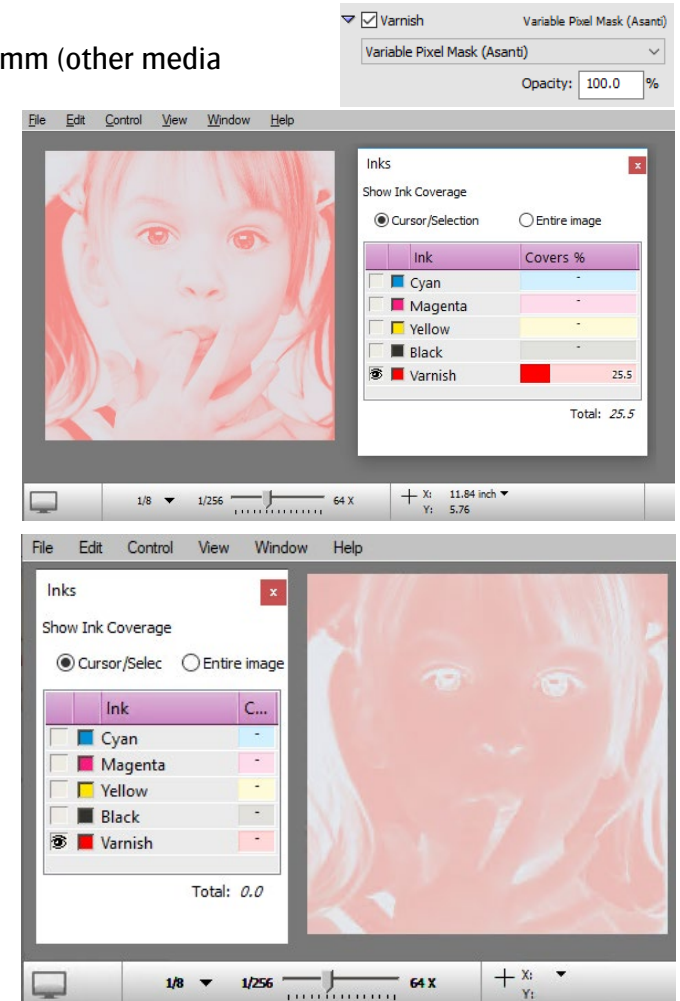 Varnish Variable Pixel Mask (Asanti)
mm (other media
Variable Pixel Mask (Asanti)
Opacity: 100.0 %
File Edit Control View Window Help
Inks x
Show Ink Coverage
Cursor/Selection Entire image
Ink Covers %
Cyan -
Magenta -
Yellow -
Black -
Varnish 25.5
Total: 25.5
1/8 1/256 64 X X: 11.84 inch
Y: 5.76
File Edit Control View Window Help
Inks x
Show Ink Coverage
Cursor/Selec Entire image
Ink C...
Cyan -
Magenta -
Yellow -
Black -
Varnish -
Total: 0.0
1/8 1/256 64 X X:
Y: